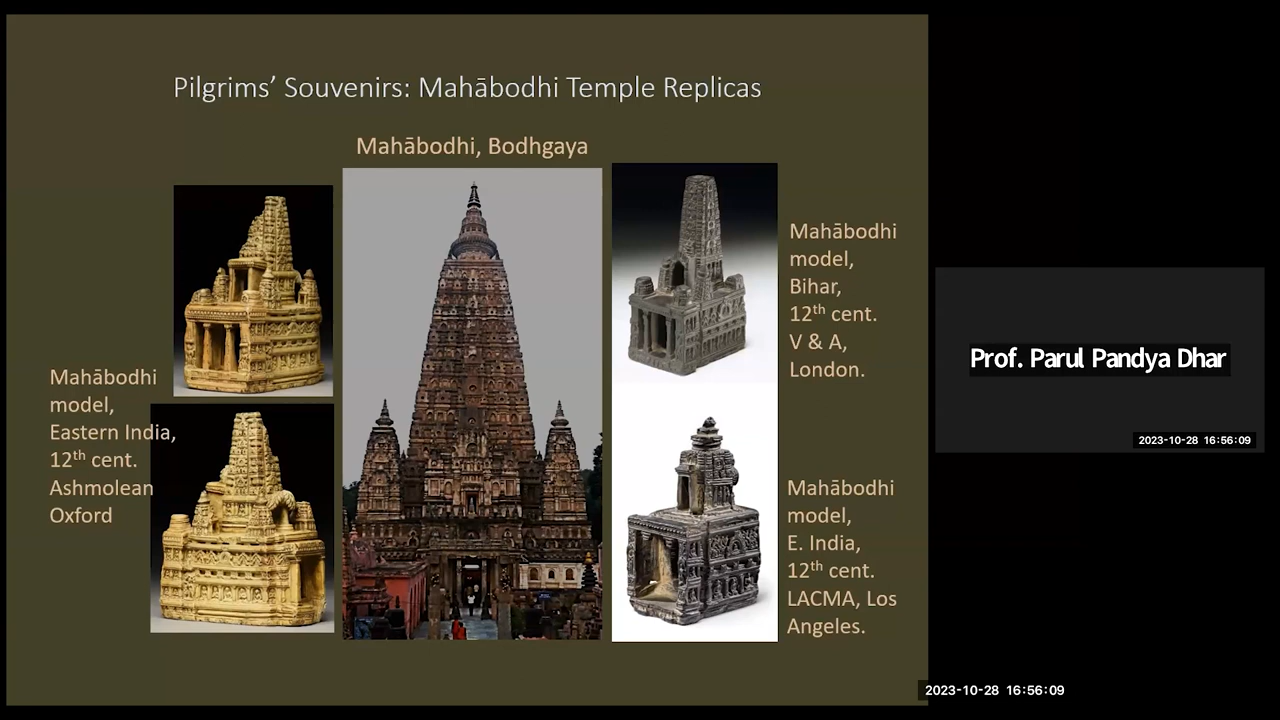 Pilgrims’ Souvenirs: Mahābodhi Temple Replicas
Mahābodhi, Bodhgaya
Mahābodhi
model,
Eastern India,
12th cent.
Ashmolean
Oxford
Mahābodhi
model,
Bihar,
12th cent.
V & A,
London.
Mahābodhi
model,
E. India,
12th cent.
LACMA, Los
Angeles.
Prof. Parul Pandya Dhar
2023-10-28 16:56:09
2023-10-28 16:56:09